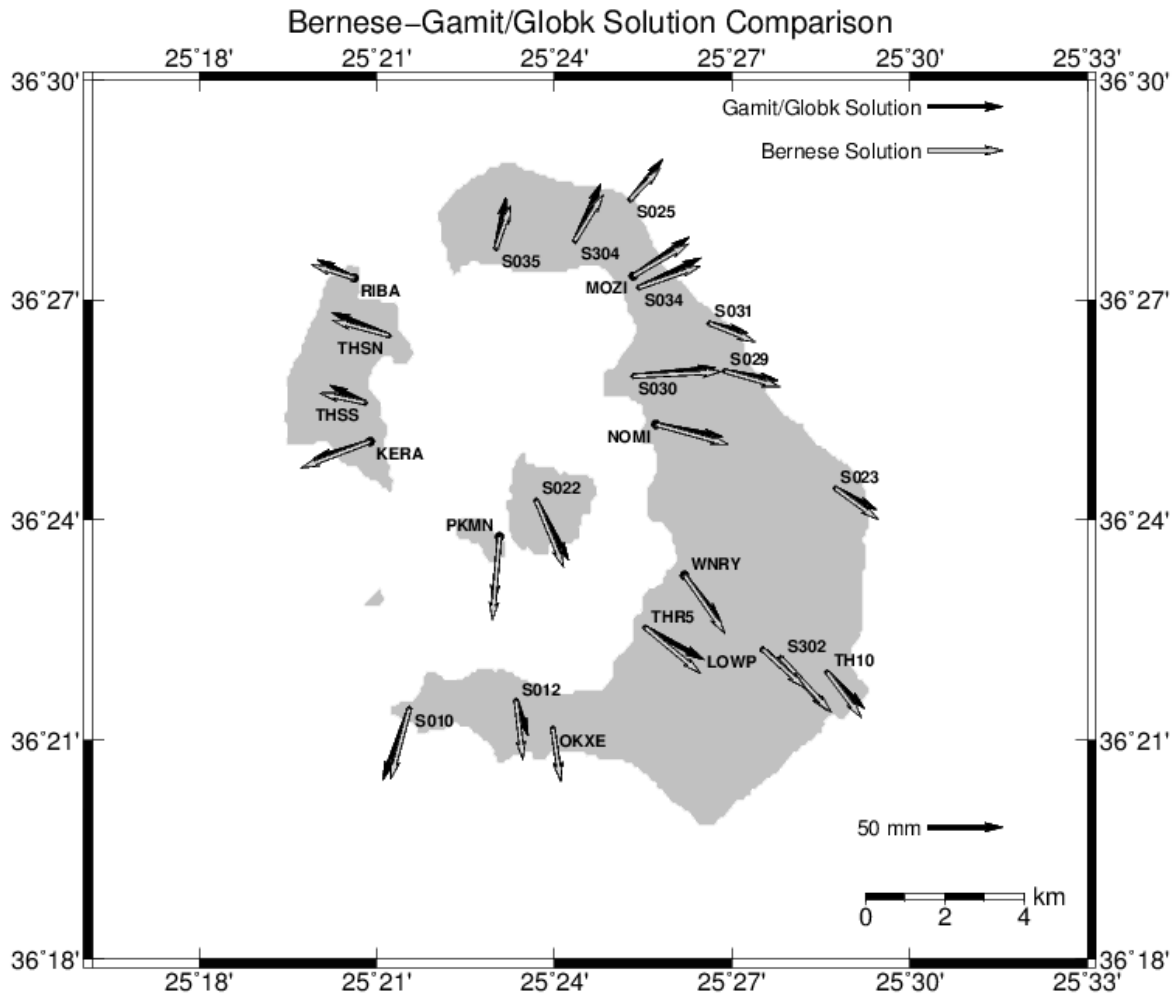 Bernese−Gamit/Globk Solution Comparison
25˚18' 25˚21' 25˚24' 25˚27' 25˚30' 25˚33'
36˚30' 36˚30'
Gamit/Globk Solution
Bernese Solution
S025
S304
S035
MOZI
RIBA
S034
36˚27' 36˚27'
S031
THSN
S029
S030
THSS
NOMI
KERA
S023
S022
36˚24' 36˚24'
PKMN
WNRY
THR5
S302
LOWP TH10
S012
S010
36˚21' 36˚21'
OKXE
50 mm
km
0 2 4
36˚18' 36˚18'
25˚18' 25˚21' 25˚24' 25˚27' 25˚30' 25˚33'